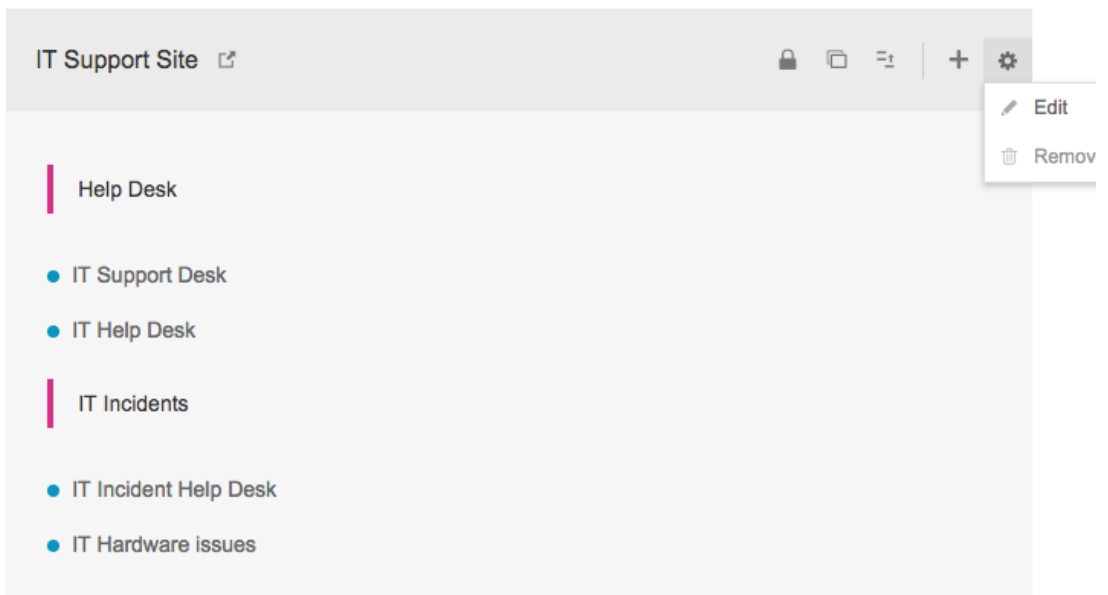 IT Support Site
Edit
Remov
Help Desk
IT Support Desk
IT Help Desk
IT Incidents
IT Incident Help Desk
IT Hardware issues